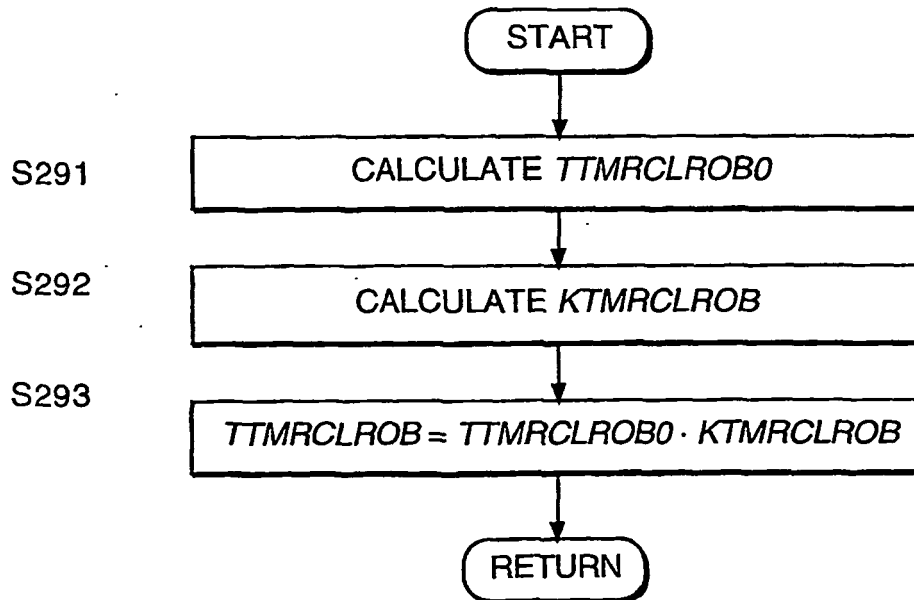 START
S291
CALCULATE TTMRCLROB0
S292
CALCULATE KTMRCLROB
S293
TTMRCLROB = TTMRCLROB0 · KTMRCLROB
RETURN